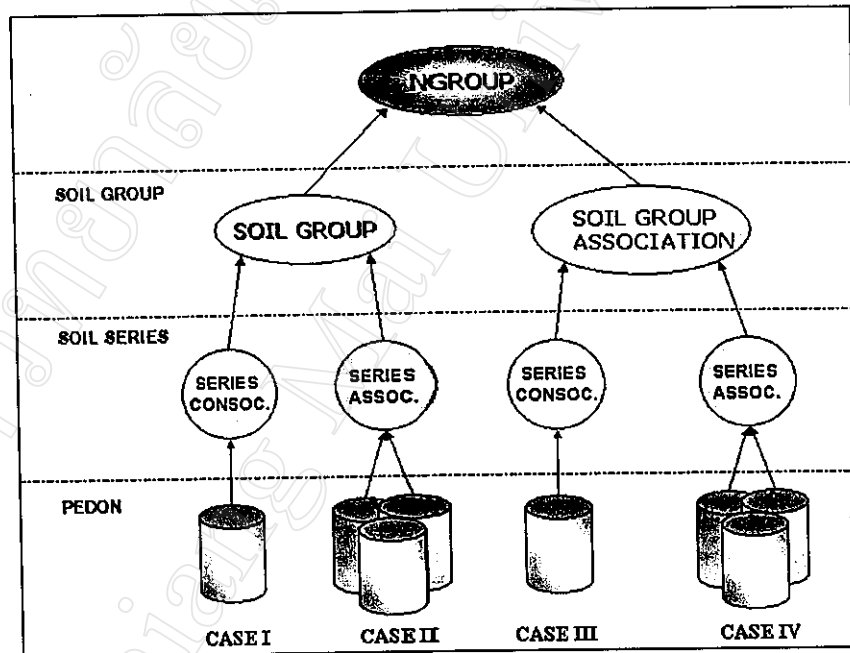 NGROUP
SOIL GROUP
SOIL GROUP
SOIL GROUP
ASSOCIATION
SOIL SERIES
SERIES
CONSOC.
SERIES
ASSOC.
SERIES
CONSOC.
SERIES
ASSOC.
PEDON
CASE I
CASE II
CASE III
CASE IV